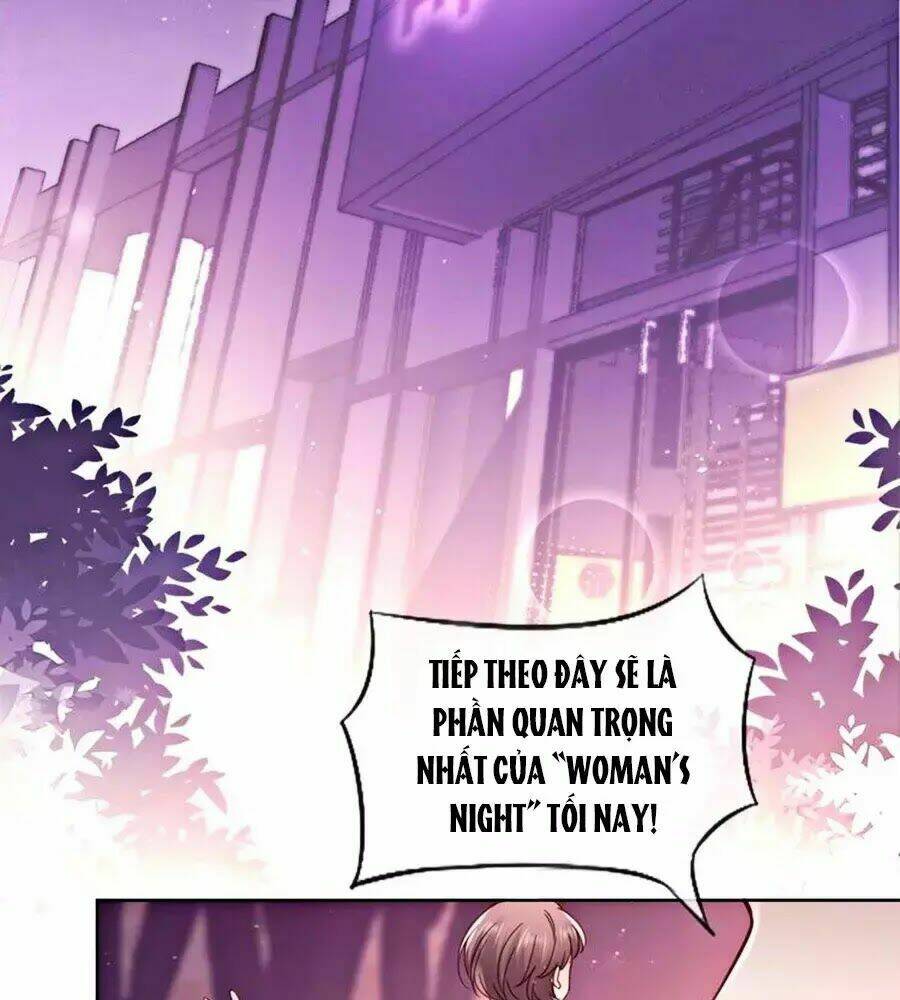 TIẾP THEO ĐÂY SẼ LÀ
PHẦN QUAN TRỌNG
NHẤT CỦA "WOMAN'S
NIGHT" TỐI NAY!